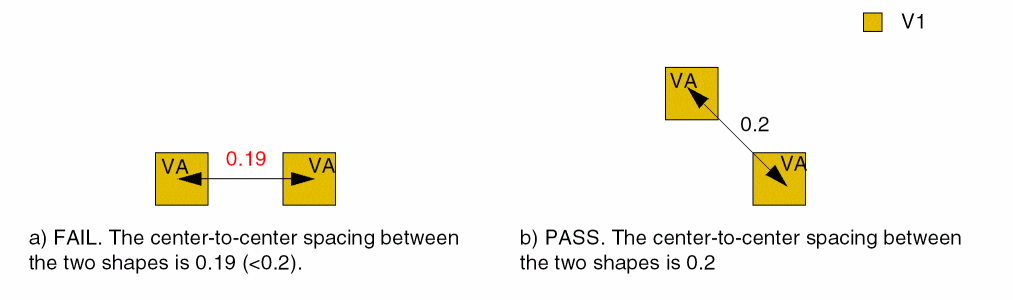 V1
VA
0.2
VA
VA
0.19
VA
a) FAIL. The center-to-center spacing between
the two shapes is 0.19 (<0.2).
b) PASS. The center-to-center spacing between
the two shapes is 0.2